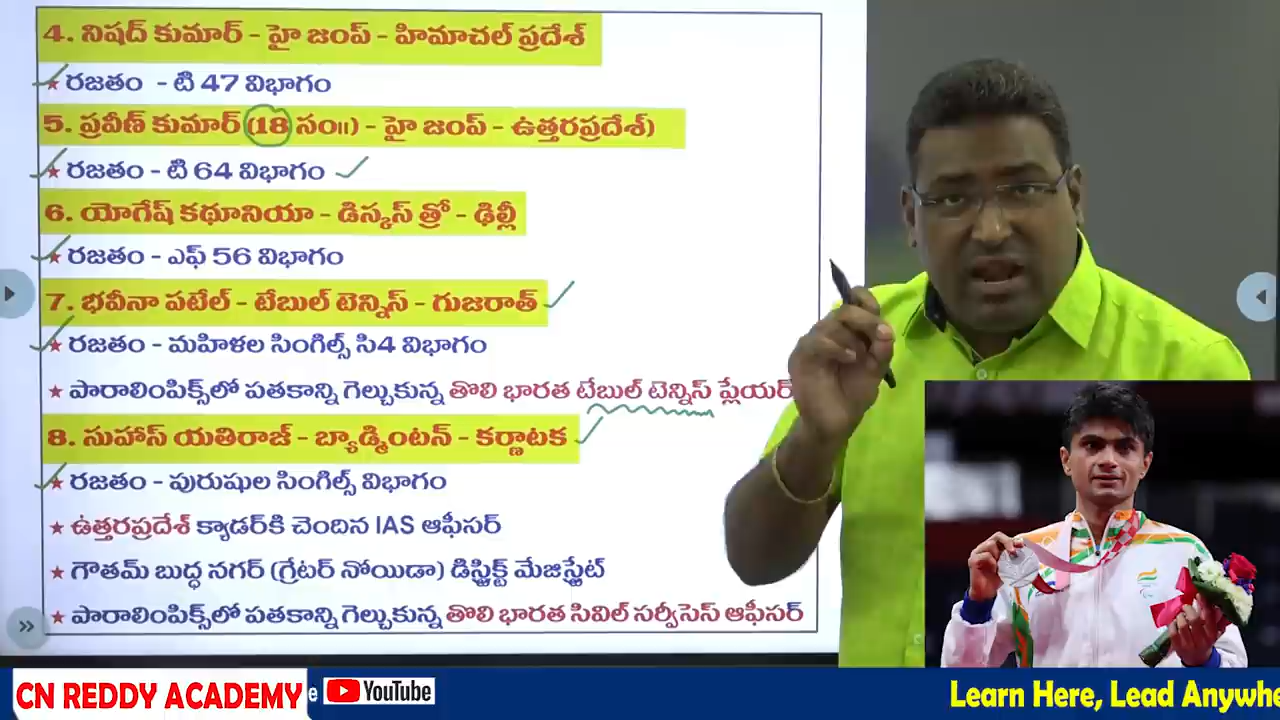 4. నిషద్ కుమార్ - హై జంప్ - హిమాచల్ ప్రదేశ్
★ రజతం - టి 47 విభాగం
5. ప్రవీణ్ కుమార్ (18 సం॥) - హై జంప్ - ఉత్తరప్రదేశ్)
★ రజతం - టి 64 విభాగం
6. యోగేష్ కథూనియా - డిస్కస్ త్రో - ఢిల్లీ
★ రజతం - ఎఫ్ 56 విభాగం
7. భవీనా పటేల్ - టేబుల్ టెన్నిస్ - గుజరాత్
★ రజతం - మహిళల సింగిల్స్ సి4 విభాగం
★ పారాలింపిక్స్‌లో పతకాన్ని గెల్చుకున్న తొలి భారత టేబుల్ టెన్నిస్ ప్లేయర్
8. సుహాస్ యతిరాజ్ - బ్యాడ్మింటన్ - కర్ణాటక
★ రజతం - పురుషుల సింగిల్స్ విభాగం
★ ఉత్తరప్రదేశ్ క్యాడర్‌కి చెందిన IAS ఆఫీసర్
★ గౌతమ్ బుద్ధ నగర్ (గ్రేటర్ నోయిడా) డిస్ట్రిక్ట్ మేజిస్ట్రేట్
★ పారాలింపిక్స్‌లో పతకాన్ని గెల్చుకున్న తొలి భారత సివిల్ సర్వీసెస్ ఆఫీసర్
CN REDDY ACADEMY e YouTube Learn Here, Lead Anywhe